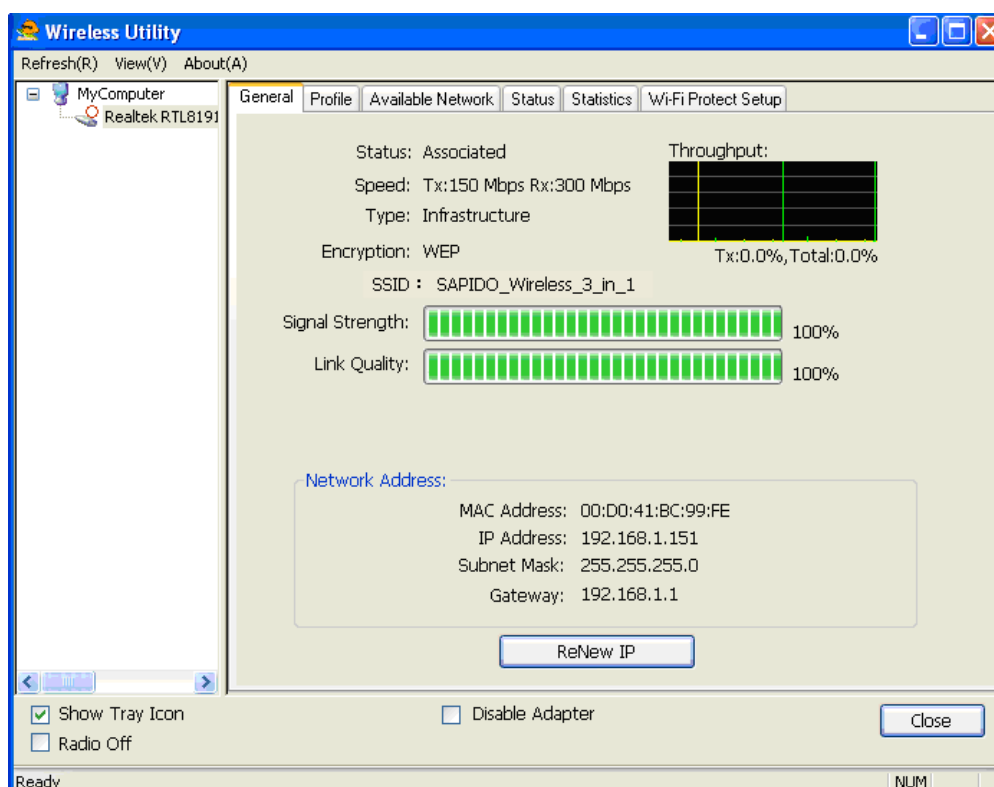 Wireless Utility
Refresh(R) View(V) About(A)
MyComputer
Realtek RTL8191
General Profile Available Network Status Statistics Wi-Fi Protect Setup
Status: Associated
Throughput:
Speed: Tx:150 Mbps Rx:300 Mbps
Type: Infrastructure
Encryption: WEP
Tx:0.0%,Total:0.0%
SSID : SAPIDO_Wireless_3_in_1
Signal Strength: 100%
Link Quality: 100%
Network Address:
MAC Address: 00:D0:41:BC:99:FE
IP Address: 192.168.1.151
Subnet Mask: 255.255.255.0
Gateway: 192.168.1.1
ReNew IP
Show Tray Icon
Disable Adapter
Close
Radio Off
Ready
NUM